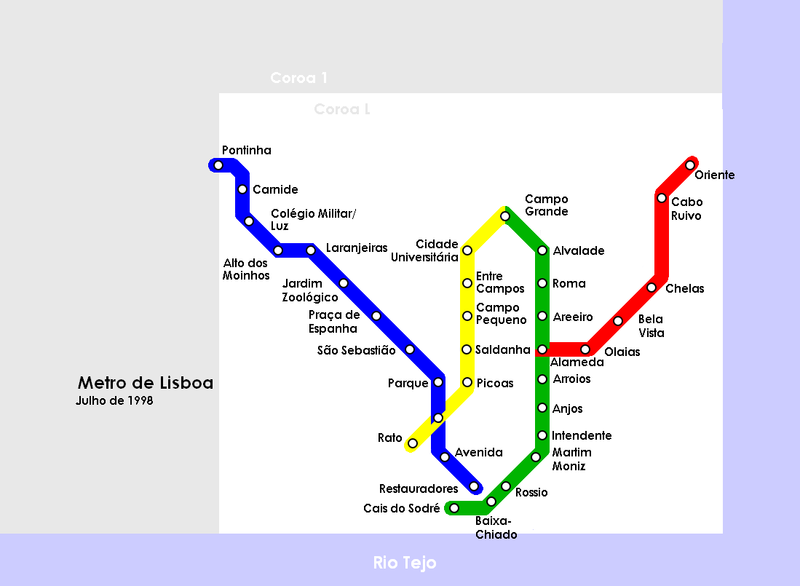 Coroa 1
Coroa L
Pontinha
Carnide
Colégio Militar/
Luz
Alto dos
Moinhos
Laranjeiras
Jardim
Zoológico
Praça de
Espanha
São Sebastião
Parque
Avenida
Restauradores
Rato
Picoas
Saldanha
Campo
Pequeno
Entre
Campos
Cidade
Universitária
Campo
Grande
Alvalade
Roma
Areeiro
Alameda
Arroios
Anjos
Intendente
Martim
Moniz
Rossio
Baixa-
Chiado
Cais do Sodré
Olaias
Bela
Vista
Chelas
Cabo
Ruivo
Oriente
Metro de Lisboa
Julho de 1998
Rio Tejo